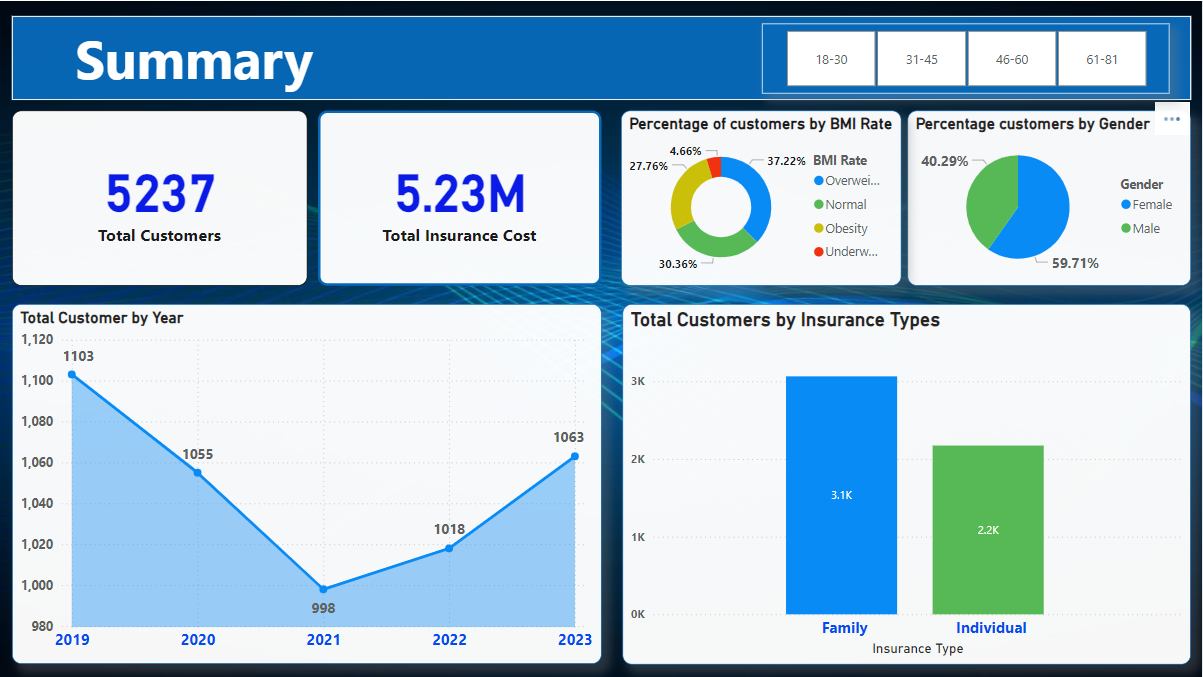 Summary
18-30
31-45
46-60
61-81
5237
Total Customers
5.23M
Total Insurance Cost
Percentage of customers by BMI Rate
4.66%
27.76%
37.22%
30.36%
BMI Rate
Overwei...
Normal
Obesity
Underw...
Percentage customers by Gender
40.29%
59.71%
Gender
Female
Male
Total Customer by Year
1,120
1,100
1,080
1,060
1,040
1,020
1,000
980
1103
1055
998
1018
1063
2019
2020
2021
2022
2023
Total Customers by Insurance Types
3K
2K
1K
0K
3.1K
2.2K
Family
Individual
Insurance Type